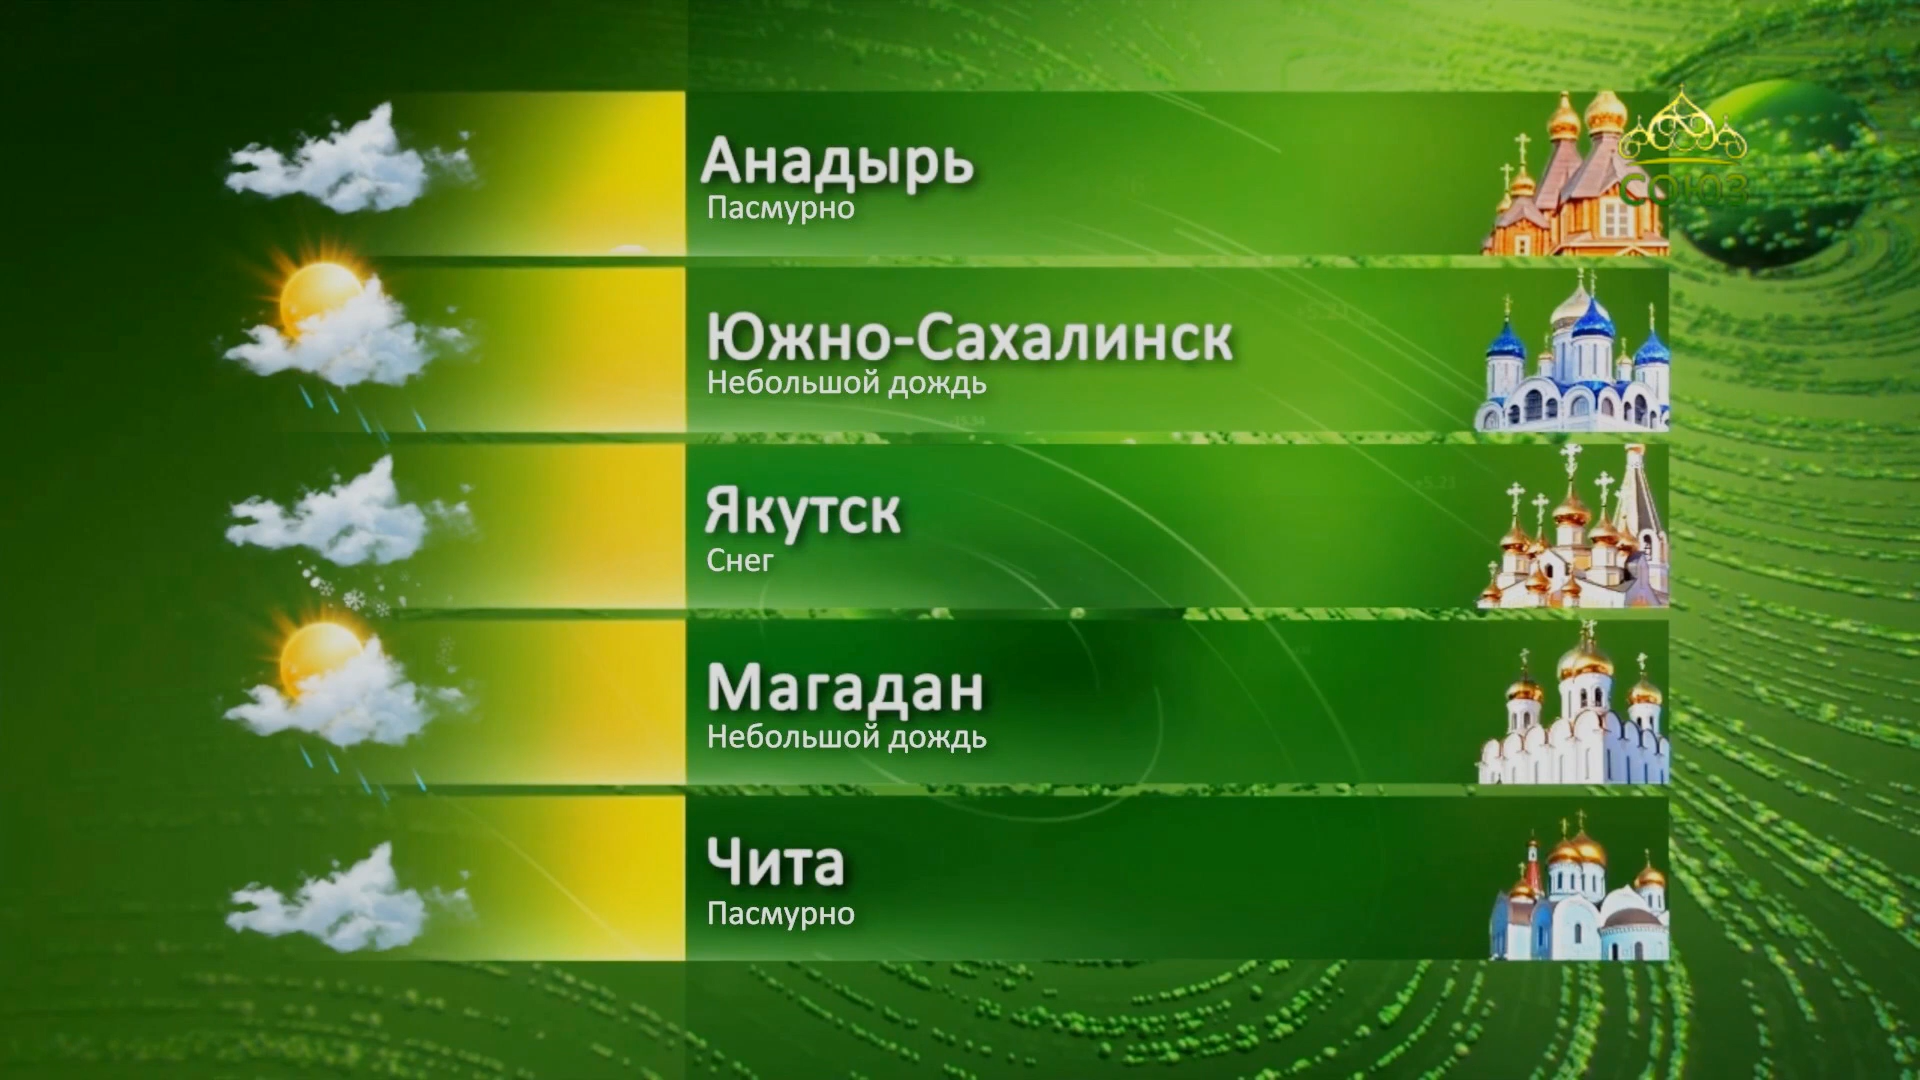 СОЮЗ
Анадырь
Пасмурно
Южно-Сахалинск
Небольшой дождь
Якутск
Снег
Магадан
Небольшой дождь
Чита
Пасмурно